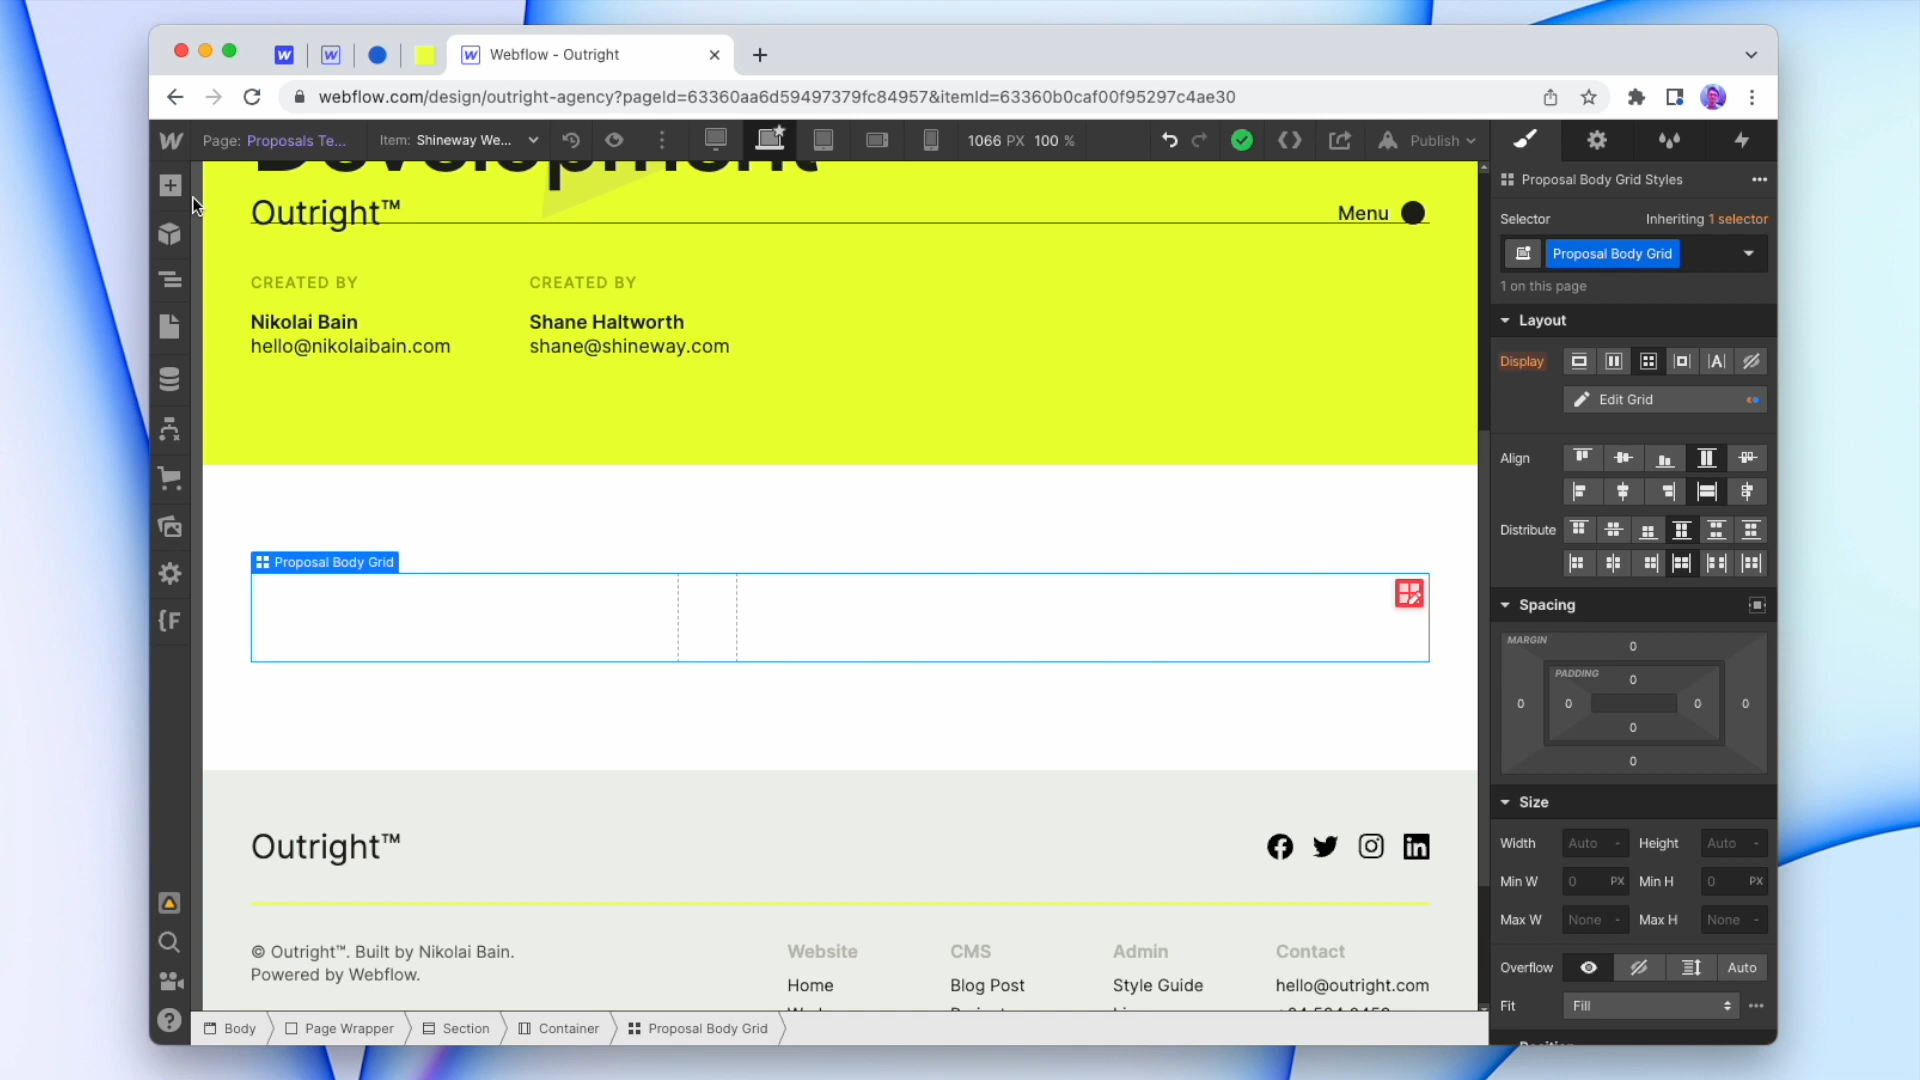 Webflow - Outright
webflow.com/design/outright-agency?pageId=63360aa6d59497379fc84957&itemId=63360b0caf00f95297c4ae30
Page: Proposals Te...
Item: Shineway We...
1066 PX 100 %
Publish
Development
Outright™
Menu
CREATED BY
Nikolai Bain
hello@nikolaibain.com
CREATED BY
Shane Haltworth
shane@shineway.com
Proposal Body Grid
Outright™
© Outright™. Built by Nikolai Bain.
Powered by Webflow.
Website
Home
CMS
Blog Post
Admin
Style Guide
Contact
hello@outright.com
Body
Page Wrapper
Section
Container
Proposal Body Grid
Proposal Body Grid Styles
Selector
Inheriting 1 selector
Proposal Body Grid
1 on this page
Layout
Display
Edit Grid
Align
Distribute
Spacing
MARGIN
0
PADDING
0
0 0 0 0
0
0
Size
Width Auto - Height Auto -
Min W 0 PX Min H 0 PX
Max W None - Max H None -
Overflow Auto
Fit Fill